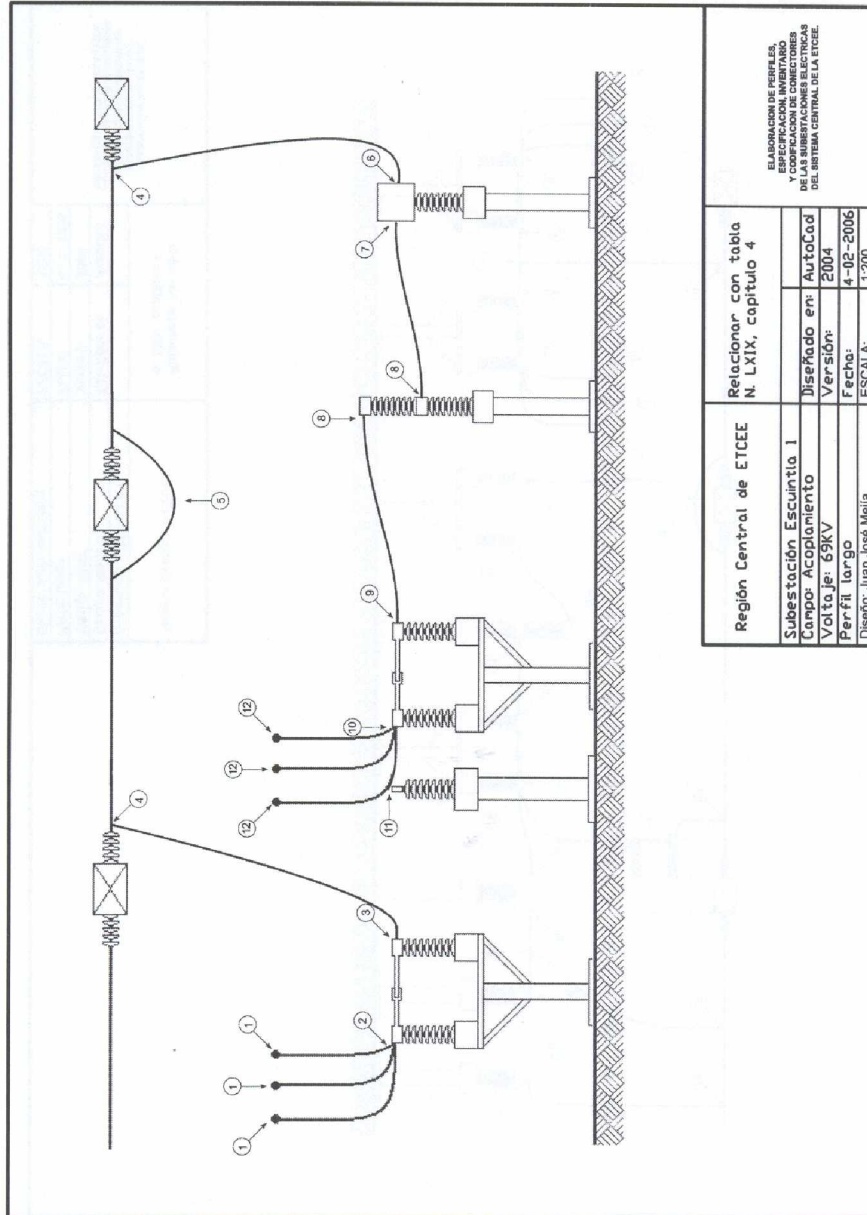 4
4
5
6
7
8
8
9
10
11
12
12
12
3
2
1
1
1
Región Central de ETCEE
Relacionar con tabla
N. LXIX, capitulo 4
ELABORACION DE PERFILES,
ESPECIFICACION, INVENTARIO
Y CODIFICACION DE CONECTORES
DE LAS SUBESTACIONES ELECTRICAS
DEL SISTEMA CENTRAL DE LA ETCEE.
Subestación Escuintla 1
Campo: Acoplamiento
Diseñado en: AutoCad
Voltaje: 69KV
Versión: 2004
Perfil largo
Fecha: 4-02-2006
Diseño: Juan José Mejía
ESCALA: 1:200